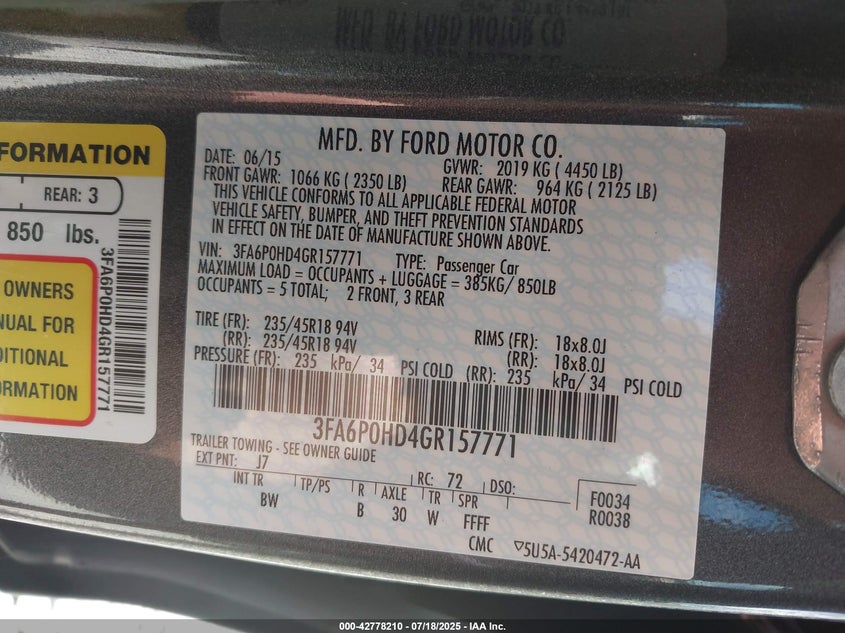 MFD. BY FORD MOTOR CO.
DATE: 06/15 GVWR: 2019 KG ( 4450 LB)
FRONT GAWR: 1066 KG ( 2350 LB) REAR GAWR: 964 KG ( 2125 LB)
THIS VEHICLE CONFORMS TO ALL APPLICABLE FEDERAL MOTOR
VEHICLE SAFETY, BUMPER, AND THEFT PREVENTION STANDARDS
IN EFFECT ON THE DATE OF MANUFACTURE SHOWN ABOVE.
VIN: 3FA6P0HD4GR157771 TYPE: Passenger Car
MAXIMUM LOAD = OCCUPANTS + LUGGAGE = 385KG/ 850LB
OCCUPANTS = 5 TOTAL; 2 FRONT, 3 REAR
TIRE (FR): 235/45R18 94V RIMS (FR): 18x8.0J
(RR): 235/45R18 94V (RR): 18x8.0J
PRESSURE (FR): 235 kPa/ 34 PSI COLD (RR): 235 kPa/ 34 PSI COLD
3FA6P0HD4GR157771
TRAILER TOWING - SEE OWNER GUIDE
EXT PNT: J7 RC: 72 DSO:
INT TR TP/PS R AXLE TR SPR
BW B 30 W FFFF
F0034
R0038
CMC ▽5U5A-5420472-AA
FORMATION
REAR: 3
850 lbs.
OWNERS
NUAL FOR
DITIONAL
ORMATION
3FA6P0HD4GR157771
MFD. BY FORD MOTOR CO
000-42778210 | 07/18/2025 - IAA Inc.